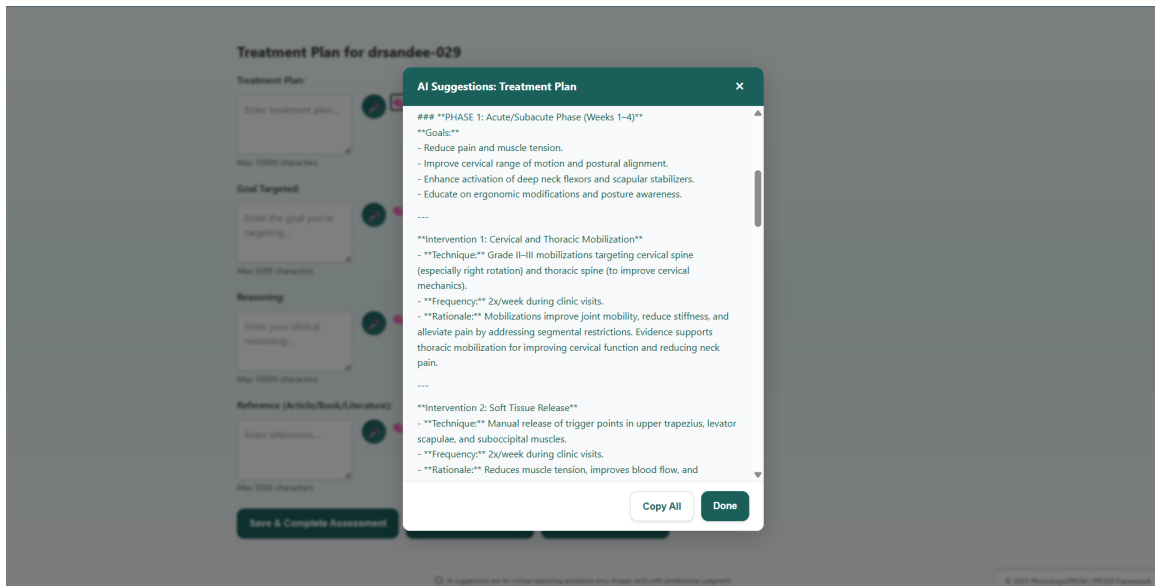 Treatment Plan for drsandee-029
Treatment Plan:
Enter treatment plan...
Max 10000 characters
Goal Targeted:
Enter the goal you're
targeting...
Max 1000 characters
Reasoning:
Enter your clinical
reasoning...
Max 10000 characters
Reference (Article/Book/Literature):
Enter references...
Max 1000 characters
Save & Complete Assessment
AI Suggestions: Treatment Plan
×
### **PHASE 1: Acute/Subacute Phase (Weeks 1–4)**
**Goals:**
- Reduce pain and muscle tension.
- Improve cervical range of motion and postural alignment.
- Enhance activation of deep neck flexors and scapular stabilizers.
- Educate on ergonomic modifications and posture awareness.
---
**Intervention 1: Cervical and Thoracic Mobilization**
- **Technique:** Grade II–III mobilizations targeting cervical spine
(especially right rotation) and thoracic spine (to improve cervical
mechanics).
- **Frequency:** 2x/week during clinic visits.
- **Rationale:** Mobilizations improve joint mobility, reduce stiffness, and
alleviate pain by addressing segmental restrictions. Evidence supports
thoracic mobilization for improving cervical function and reducing neck
pain.
---
**Intervention 2: Soft Tissue Release**
- **Technique:** Manual release of trigger points in upper trapezius, levator
scapulae, and suboccipital muscles.
- **Frequency:** 2x/week during clinic visits.
- **Rationale:** Reduces muscle tension, improves blood flow, and
Copy All
Done
AI suggestions are for clinical reasoning assistance only. Always verify with professional judgment.
© 2025 PhysiologicPRISM | PRISM Framework